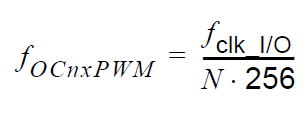 f_OCnxPWM = f_clk_I/O / N · 256